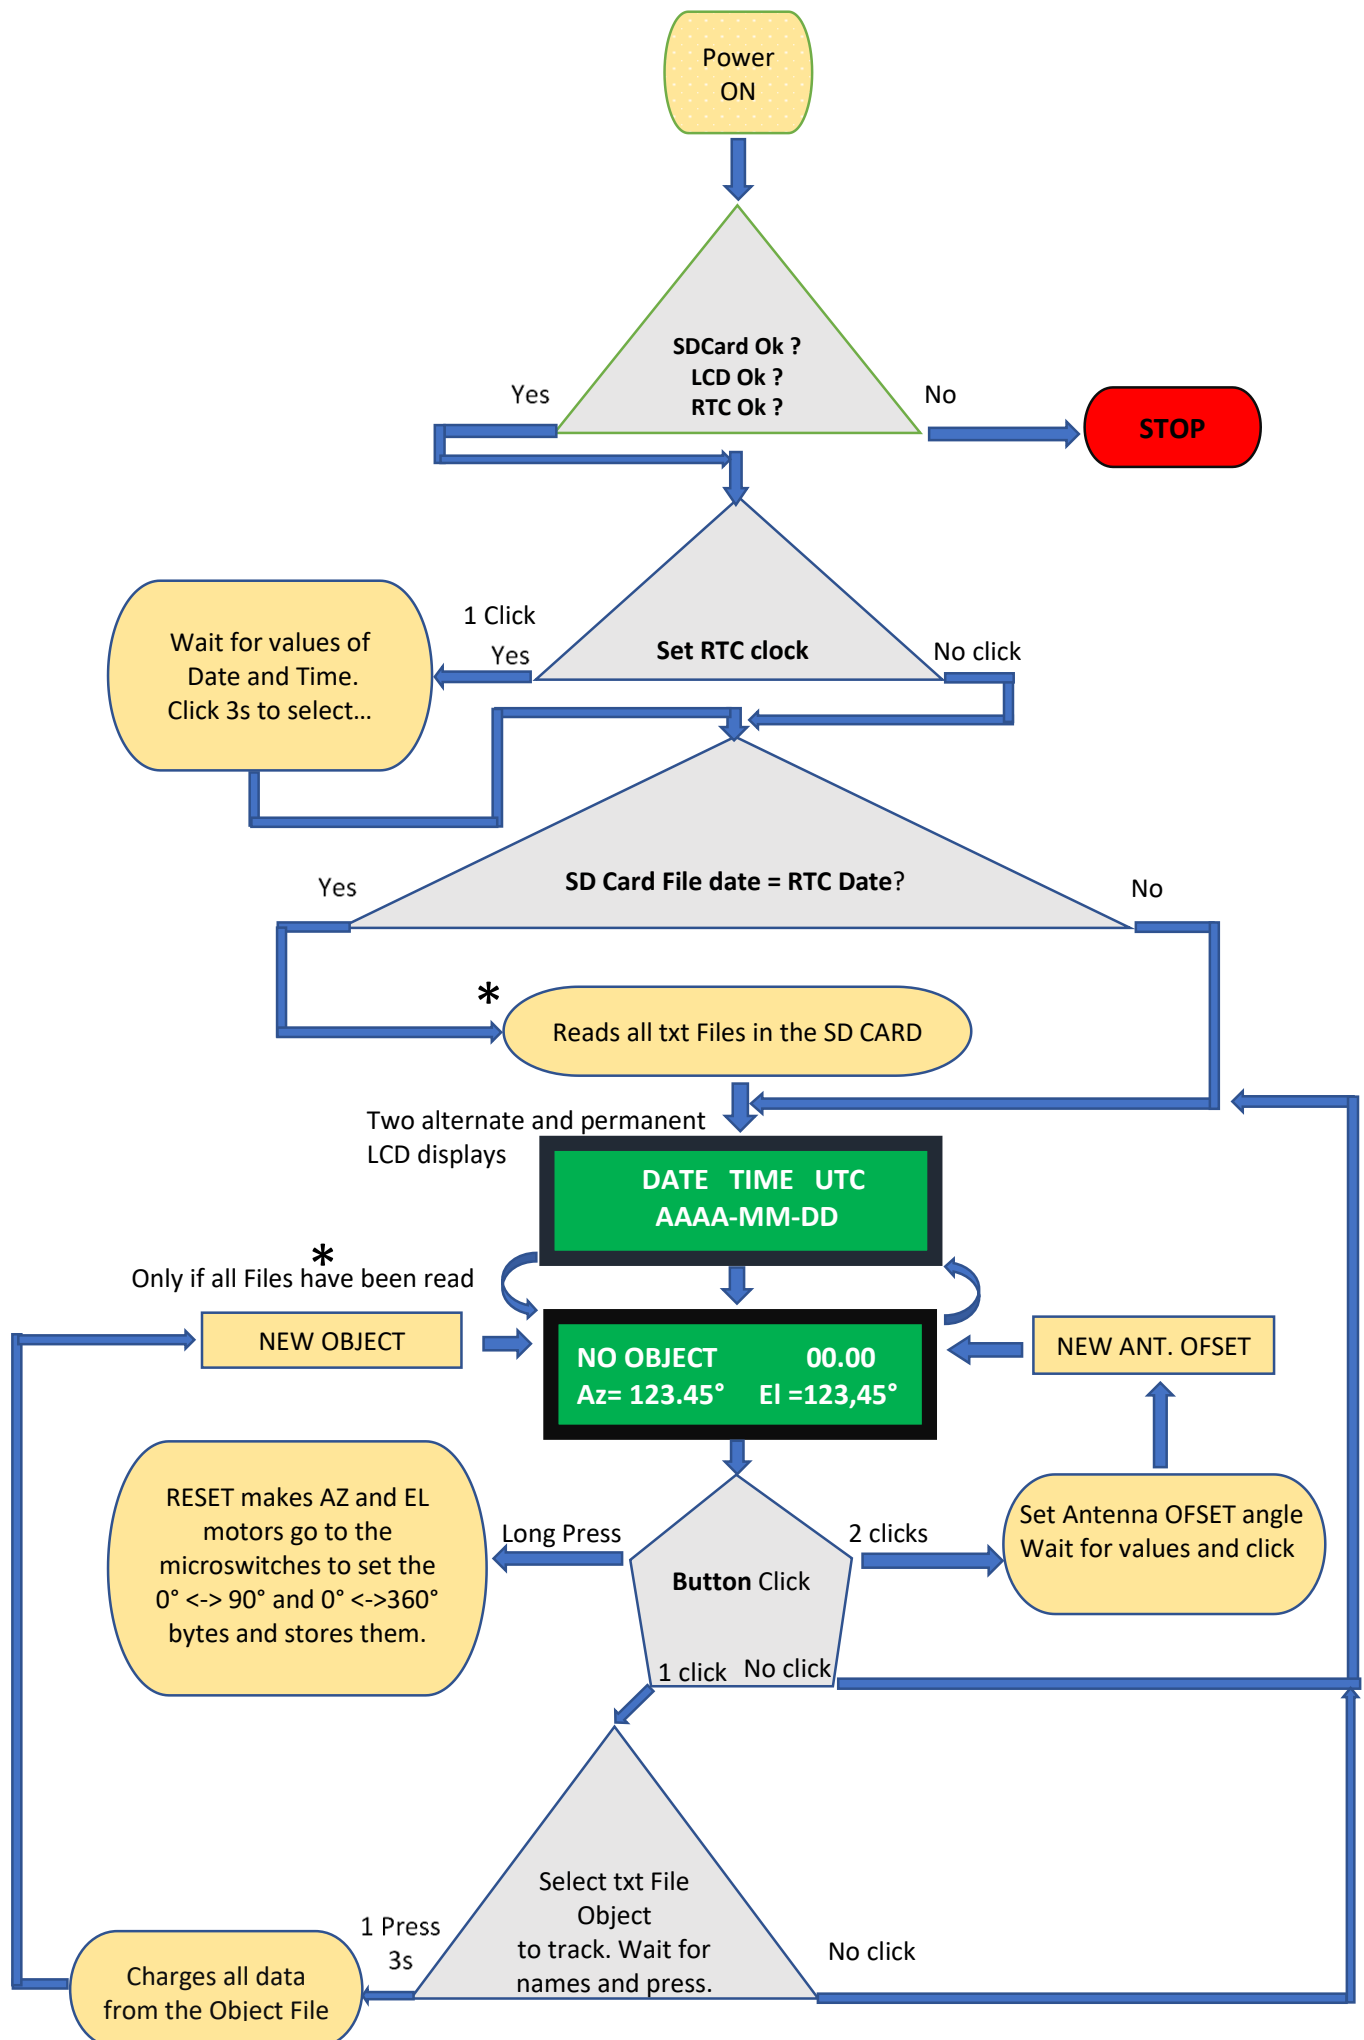 Power
ON
SDCard Ok ?
LCD Ok ?
RTC Ok ?
Yes
No
STOP
1 Click
Yes
Set RTC clock
No click
Wait for values of
Date and Time.
Click 3s to select...
SD Card File date = RTC Date?
Yes
No
*
Reads all txt Files in the SD CARD
Two alternate and permanent
LCD displays
DATE TIME UTC
AAAA-MM-DD
*
Only if all Files have been read
NEW OBJECT
NO OBJECT 00.00
Az= 123.45° El =123,45°
NEW ANT. OFSET
RESET makes AZ and EL
motors go to the
microswitches to set the
0° <-> 90° and 0° <->360°
bytes and stores them.
Long Press
Button Click
2 clicks
Set Antenna OFSET angle
Wait for values and click
1 click
No click
Select txt File
Object
to track. Wait for
names and press.
1 Press
3s
No click
Charges all data
from the Object File